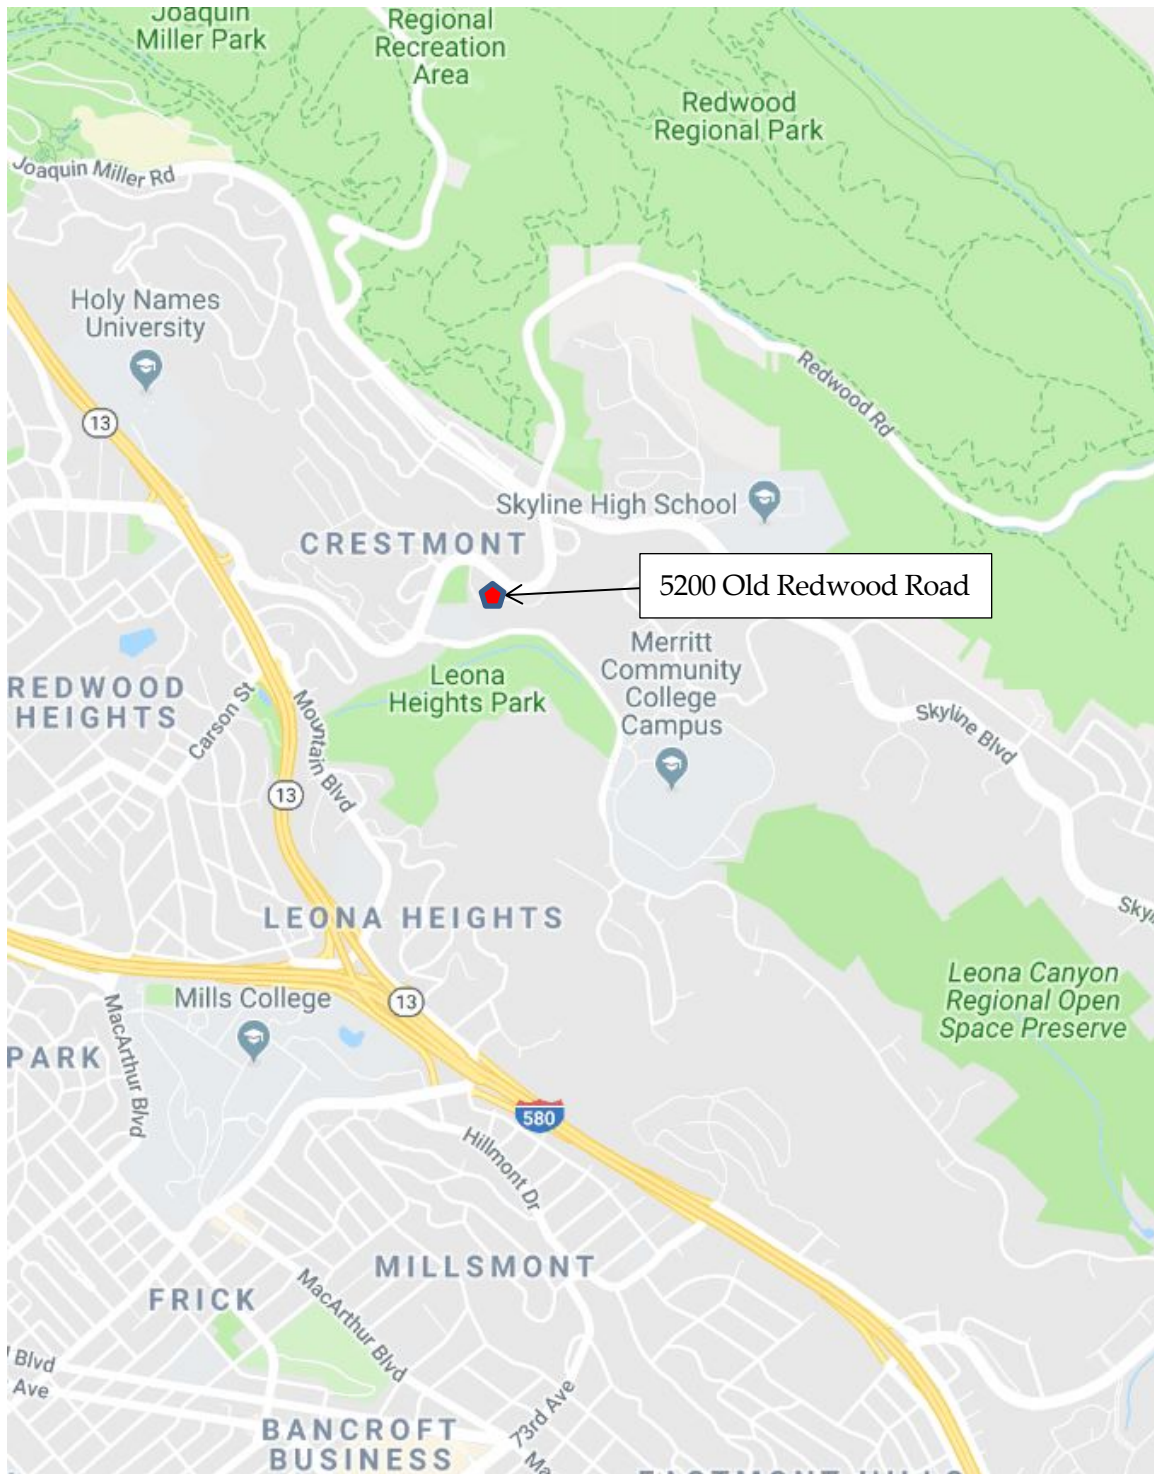 Joaquin
Miller Park
Regional
Recreation
Area
Redwood
Regional Park
Joaquin Miller Rd
Holy Names
University
13
Redwood Rd
Skyline High School
CRESTMONT
5200 Old Redwood Road
Merritt
Community
College
Campus
Leona
Heights Park
REDWOOD
HEIGHTS
Carson St
Mountain Blvd
Skyline Blvd
13
LEONA HEIGHTS
Leona Canyon
Regional Open
Space Preserve
Mills College
13
MacArthur Blvd
PARK
580
Hillmont Dr
MILLSMONT
FRICK
MacArthur Blvd
Blvd
Ave
73rd Ave
BANCROFT
BUSINESS